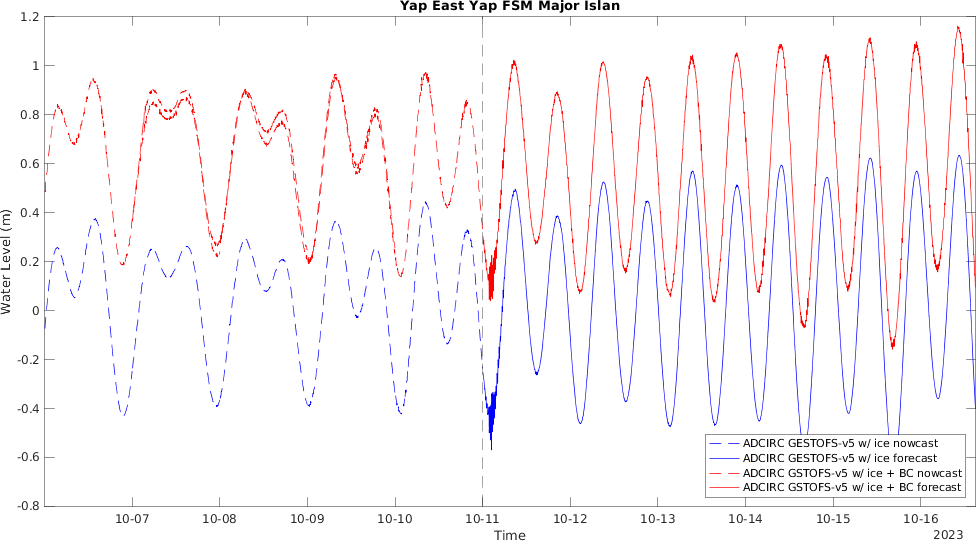 Yap East Yap FSM Major Islan
Water Level (m)
1.2
1
0.8
0.6
0.4
0.2
0
-0.2
-0.4
-0.6
-0.8
ADCIRC GESTOFS-v5 w/ ice nowcast
ADCIRC GESTOFS-v5 w/ ice forecast
ADCIRC GSTOFS-v5 w/ ice + BC nowcast
ADCIRC GSTOFS-v5 w/ ice + BC forecast
10-07 10-08 10-09 10-10 10-11 10-12 10-13 10-14 10-15 10-16
Time
2023